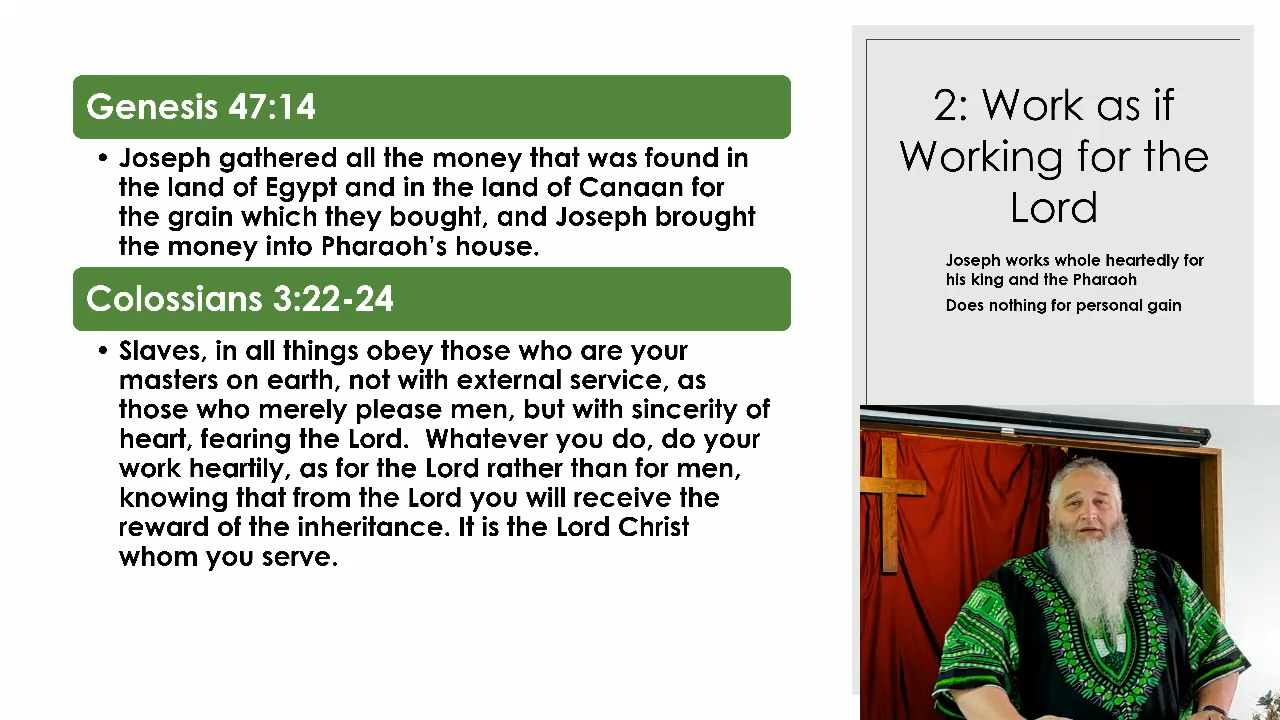 Genesis 47:14
• Joseph gathered all the money that was found in
the land of Egypt and in the land of Canaan for
the grain which they bought, and Joseph brought
the money into Pharaoh’s house.
Colossians 3:22-24
• Slaves, in all things obey those who are your
masters on earth, not with external service, as
those who merely please men, but with sincerity of
heart, fearing the Lord.  Whatever you do, do your
work heartily, as for the Lord rather than for men,
knowing that from the Lord you will receive the
reward of the inheritance. It is the Lord Christ
whom you serve.
2: Work as if
Working for the
Lord
Joseph works whole heartedly for
his king and the Pharaoh
Does nothing for personal gain